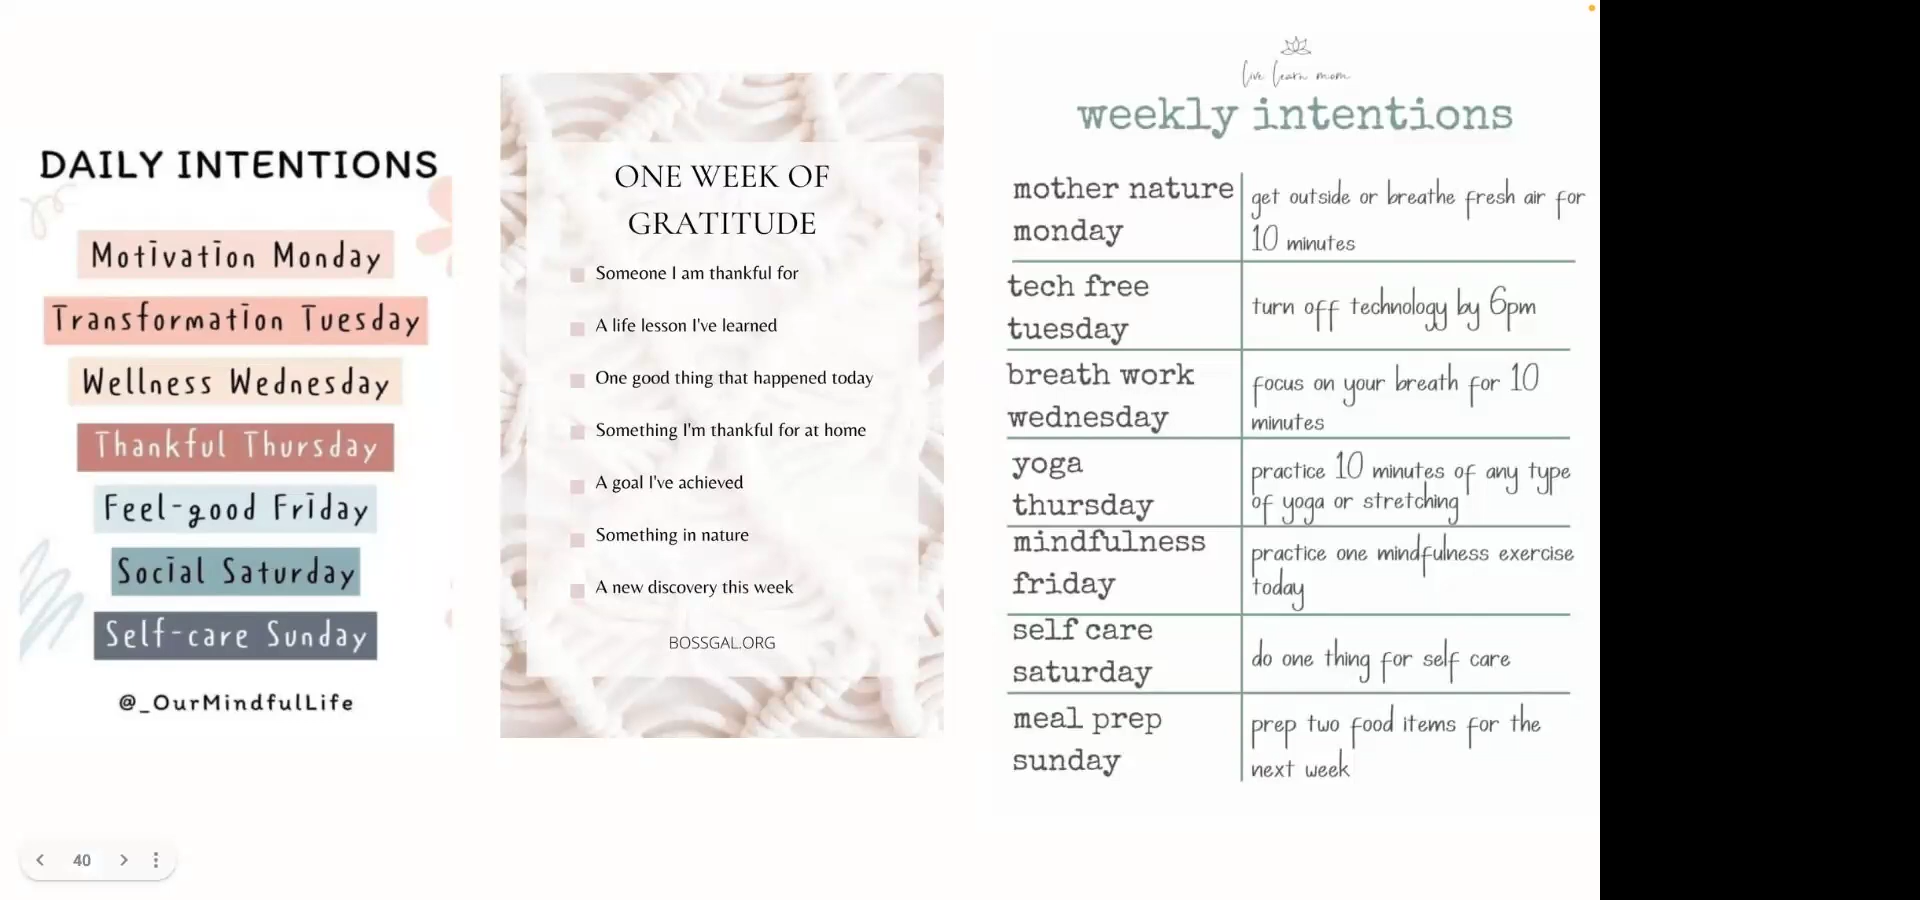 DAILY INTENTIONS
Motivation Monday
Transformation Tuesday
Wellness Wednesday
Thankful Thursday
Feel-good Friday
Social Saturday
Self-care Sunday
@_OurMindfulLife
ONE WEEK OF
GRATITUDE
Someone I am thankful for
A life lesson I've learned
One good thing that happened today
Something I'm thankful for at home
A goal I've achieved
Something in nature
A new discovery this week
BOSSGAL.ORG
live learn mom
weekly intentions
mother nature
monday
get outside or breathe fresh air for
10 minutes
tech free
tuesday
turn off technology by 6pm
breath work
wednesday
focus on your breath for 10
minutes
yoga
thursday
practice 10 minutes of any type
of yoga or stretching
mindfulness
friday
practice one mindfulness exercise
today
self care
saturday
do one thing for self care
meal prep
sunday
prep two food items for the
next week
40